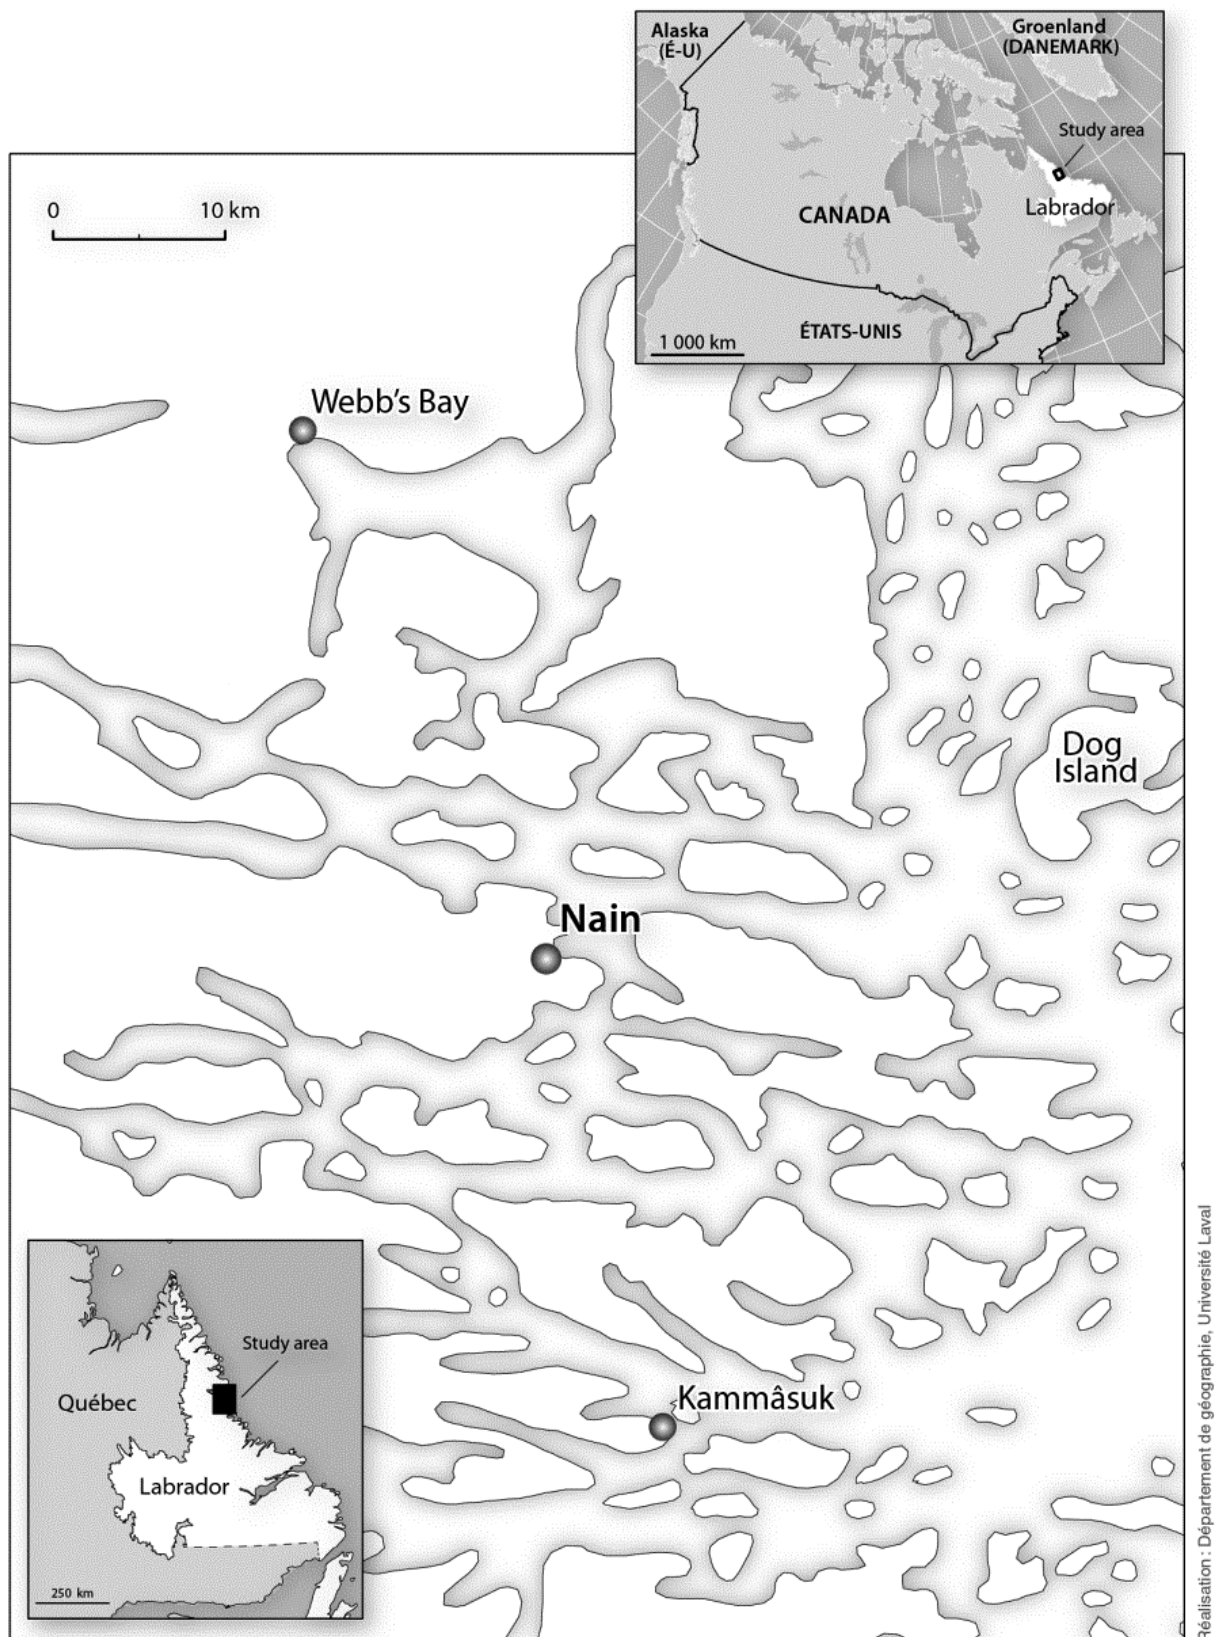 Alaska
(É-U)
Groenland
(DANEMARK)
Study area
Labrador
CANADA
ÉTATS-UNIS
1 000 km
0 10 km
Webb's Bay
Dog
Island
Nain
Kammâsuk
Study area
Québec
Labrador
250 km
Réalisation : Département de géographie, Université Laval